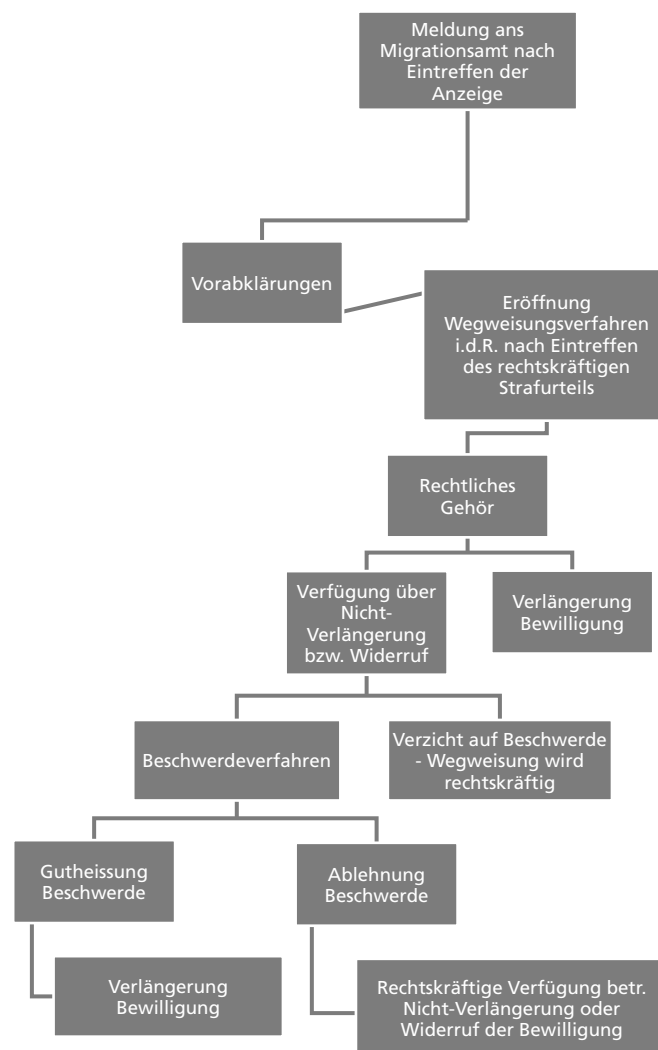 Meldung ans
Migrationsamt nach
Eintreffen der
Anzeige
Vorabklärungen
Eröffnung
Wegweisungsverfahren
i.d.R. nach Eintreffen
des rechtskräftigen
Strafurteils
Rechtliches
Gehör
Verfügung über
Nicht-
Verlängerung
bzw. Widerruf
Verlängerung
Bewilligung
Beschwerdeverfahren
Verzicht auf Beschwerde
- Wegweisung wird
rechtskräftig
Gutheissung
Beschwerde
Ablehnung
Beschwerde
Verlängerung
Bewilligung
Rechtskräftige Verfügung betr.
Nicht-Verlängerung oder
Widerruf der Bewilligung